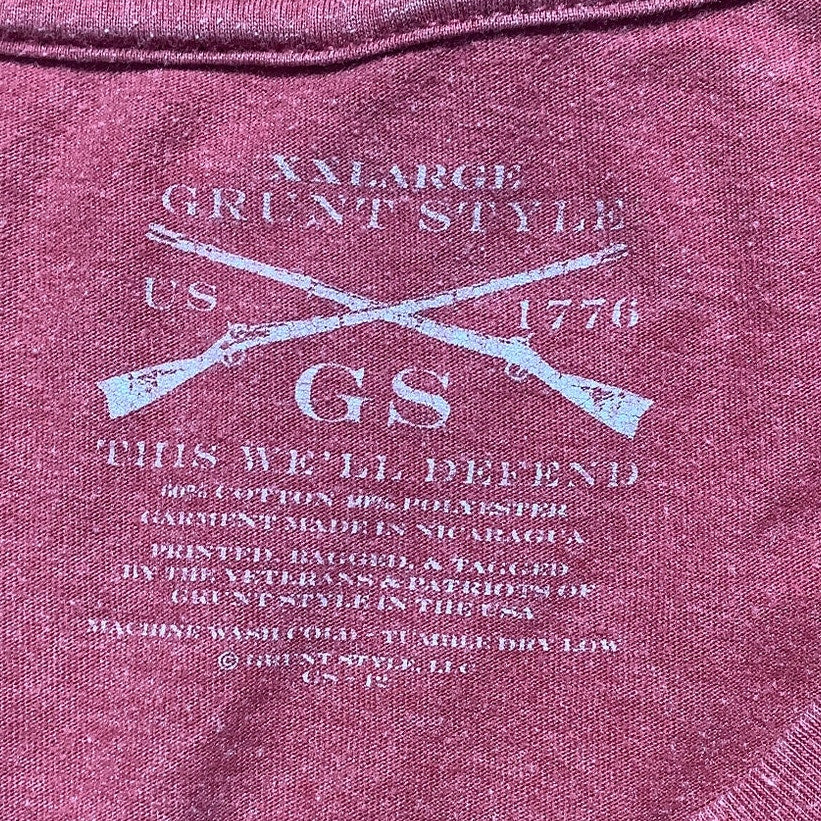 XXLARGE
GRUNT STYLE
US 1776
GS
THIS WE'LL DEFEND
60% COTTON 40% POLYESTER
GARMENT MADE IN NICARAGUA
PRINTED, BAGGED, & TAGGED
BY THE VETERANS & PATRIOTS OF
GRUNT STYLE IN THE USA
MACHINE WASH COLD - TUMBLE DRY LOW
© GRUNT STYLE, LLC
GS - 12